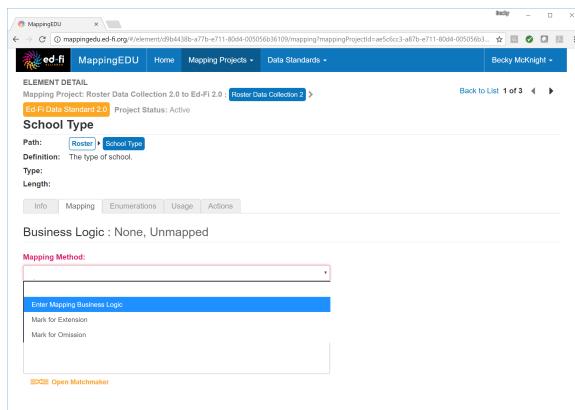 Becky
MappingEDU
mappingedu.ed-fi.org/#/element/d9b4438b-a77b-e711-80d4-005056b36109/mapping?mappingProjectId=ae5c6cc3-a87b-e711-80d4-005056b3...
ed-fi
ALLIANCE
MappingEDU
Home
Mapping Projects
Data Standards
Becky McKnight
ELEMENT DETAIL
Mapping Project: Roster Data Collection 2.0 to Ed-Fi 2.0 : Roster Data Collection 2
Back to List 1 of 3
Ed-Fi Data Standard 2.0 Project Status: Active
School Type
Path: Roster School Type
Definition: The type of school.
Type:
Length:
Info Mapping Enumerations Usage Actions
Business Logic : None, Unmapped
Mapping Method:
Enter Mapping Business Logic
Mark for Extension
Mark for Omission
Open Matchmaker